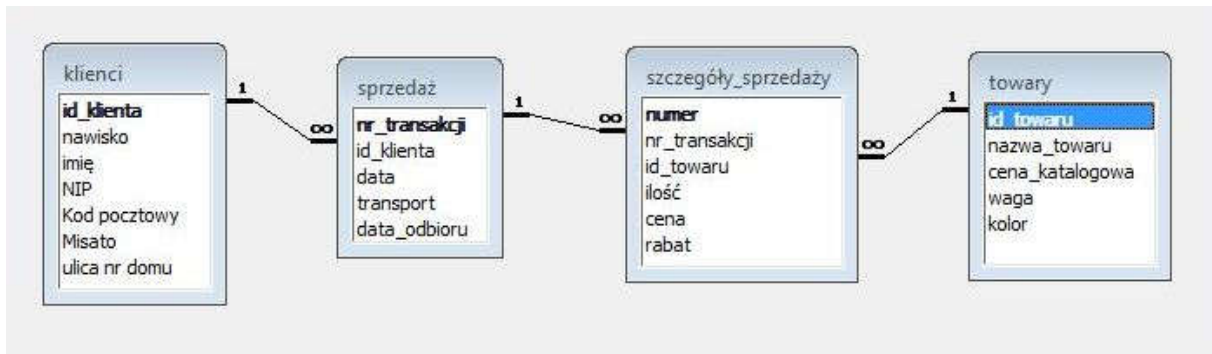 klienci
id_klienta
nawisko
imię
NIP
Kod pocztowy
Misato
ulica nr domu
1
∞
sprzedaż
nr_transakcji
id_klienta
data
transport
data_odbioru
1
∞
szczegóły_sprzedaży
numer
nr_transakcji
id_towaru
ilość
cena
rabat
∞
1
towary
id_towaru
nazwa_towaru
cena_katalogowa
waga
kolor